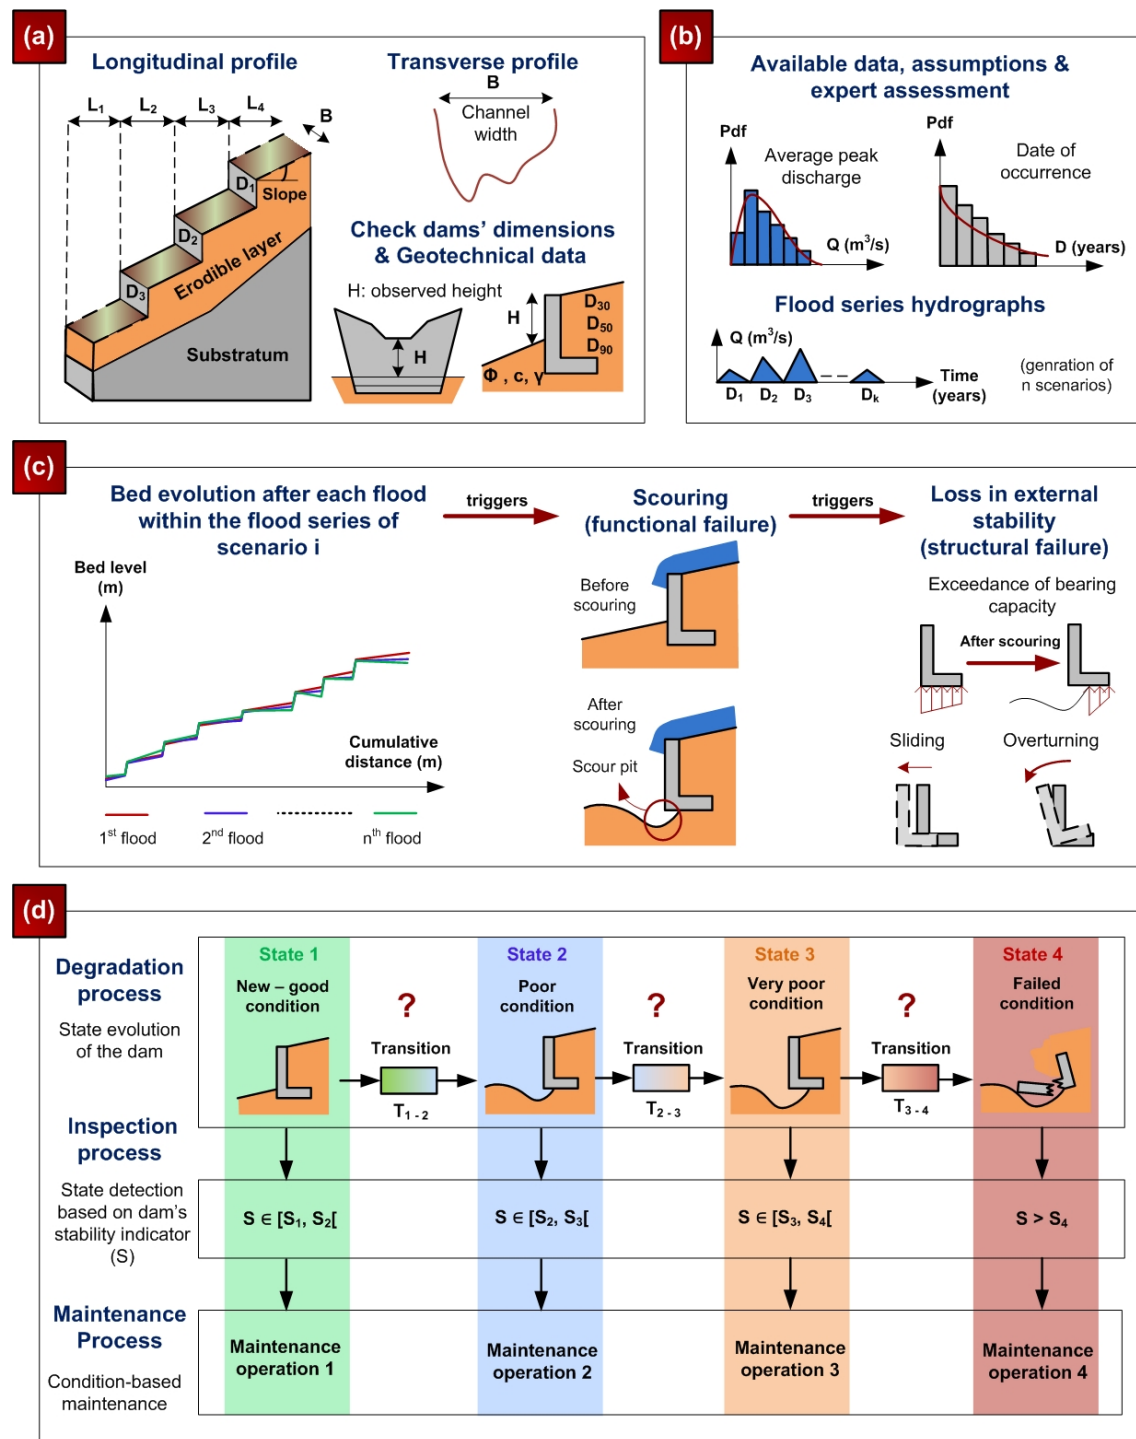 (a)
Longitudinal profile
L1 L2 L3 L4
B
D1
Slope
D2
D3
Erodible layer
Substratum
Transverse profile
B
Channel
width
Check dams' dimensions
& Geotechnical data
H: observed height
H
H
D30
D50
D90
Φ , c, γ
(b)
Available data, assumptions &
expert assessment
Pdf
Average peak
discharge
Q (m³/s)
Pdf
Date of
occurrence
D (years)
Flood series hydrographs
Q (m³/s)
D1 D2 D3 Dk
Time
(years)
(genration of
n scenarios)
(c)
Bed evolution after each flood
within the flood series of
scenario i
triggers
Scouring
(functional failure)
triggers
Loss in external
stability
(structural failure)
Bed level
(m)
Cumulative
distance (m)
1st flood
2nd flood
nth flood
Before
scouring
After
scouring
Scour pit
Exceedance of bearing
capacity
After scouring
Sliding
Overturning
(d)
Degradation
process
State evolution
of the dam
State 1
New – good
condition
?
Transition
T1 - 2
State 2
Poor
condition
?
Transition
T2 - 3
State 3
Very poor
condition
?
Transition
T3 - 4
State 4
Failed
condition
Inspection
process
State detection
based on dam's
stability indicator
(S)
S ∈ [S1, S2[
S ∈ [S2, S3[
S ∈ [S3, S4[
S > S4
Maintenance
Process
Condition-based
maintenance
Maintenance
operation 1
Maintenance
operation 2
Maintenance
operation 3
Maintenance
operation 4